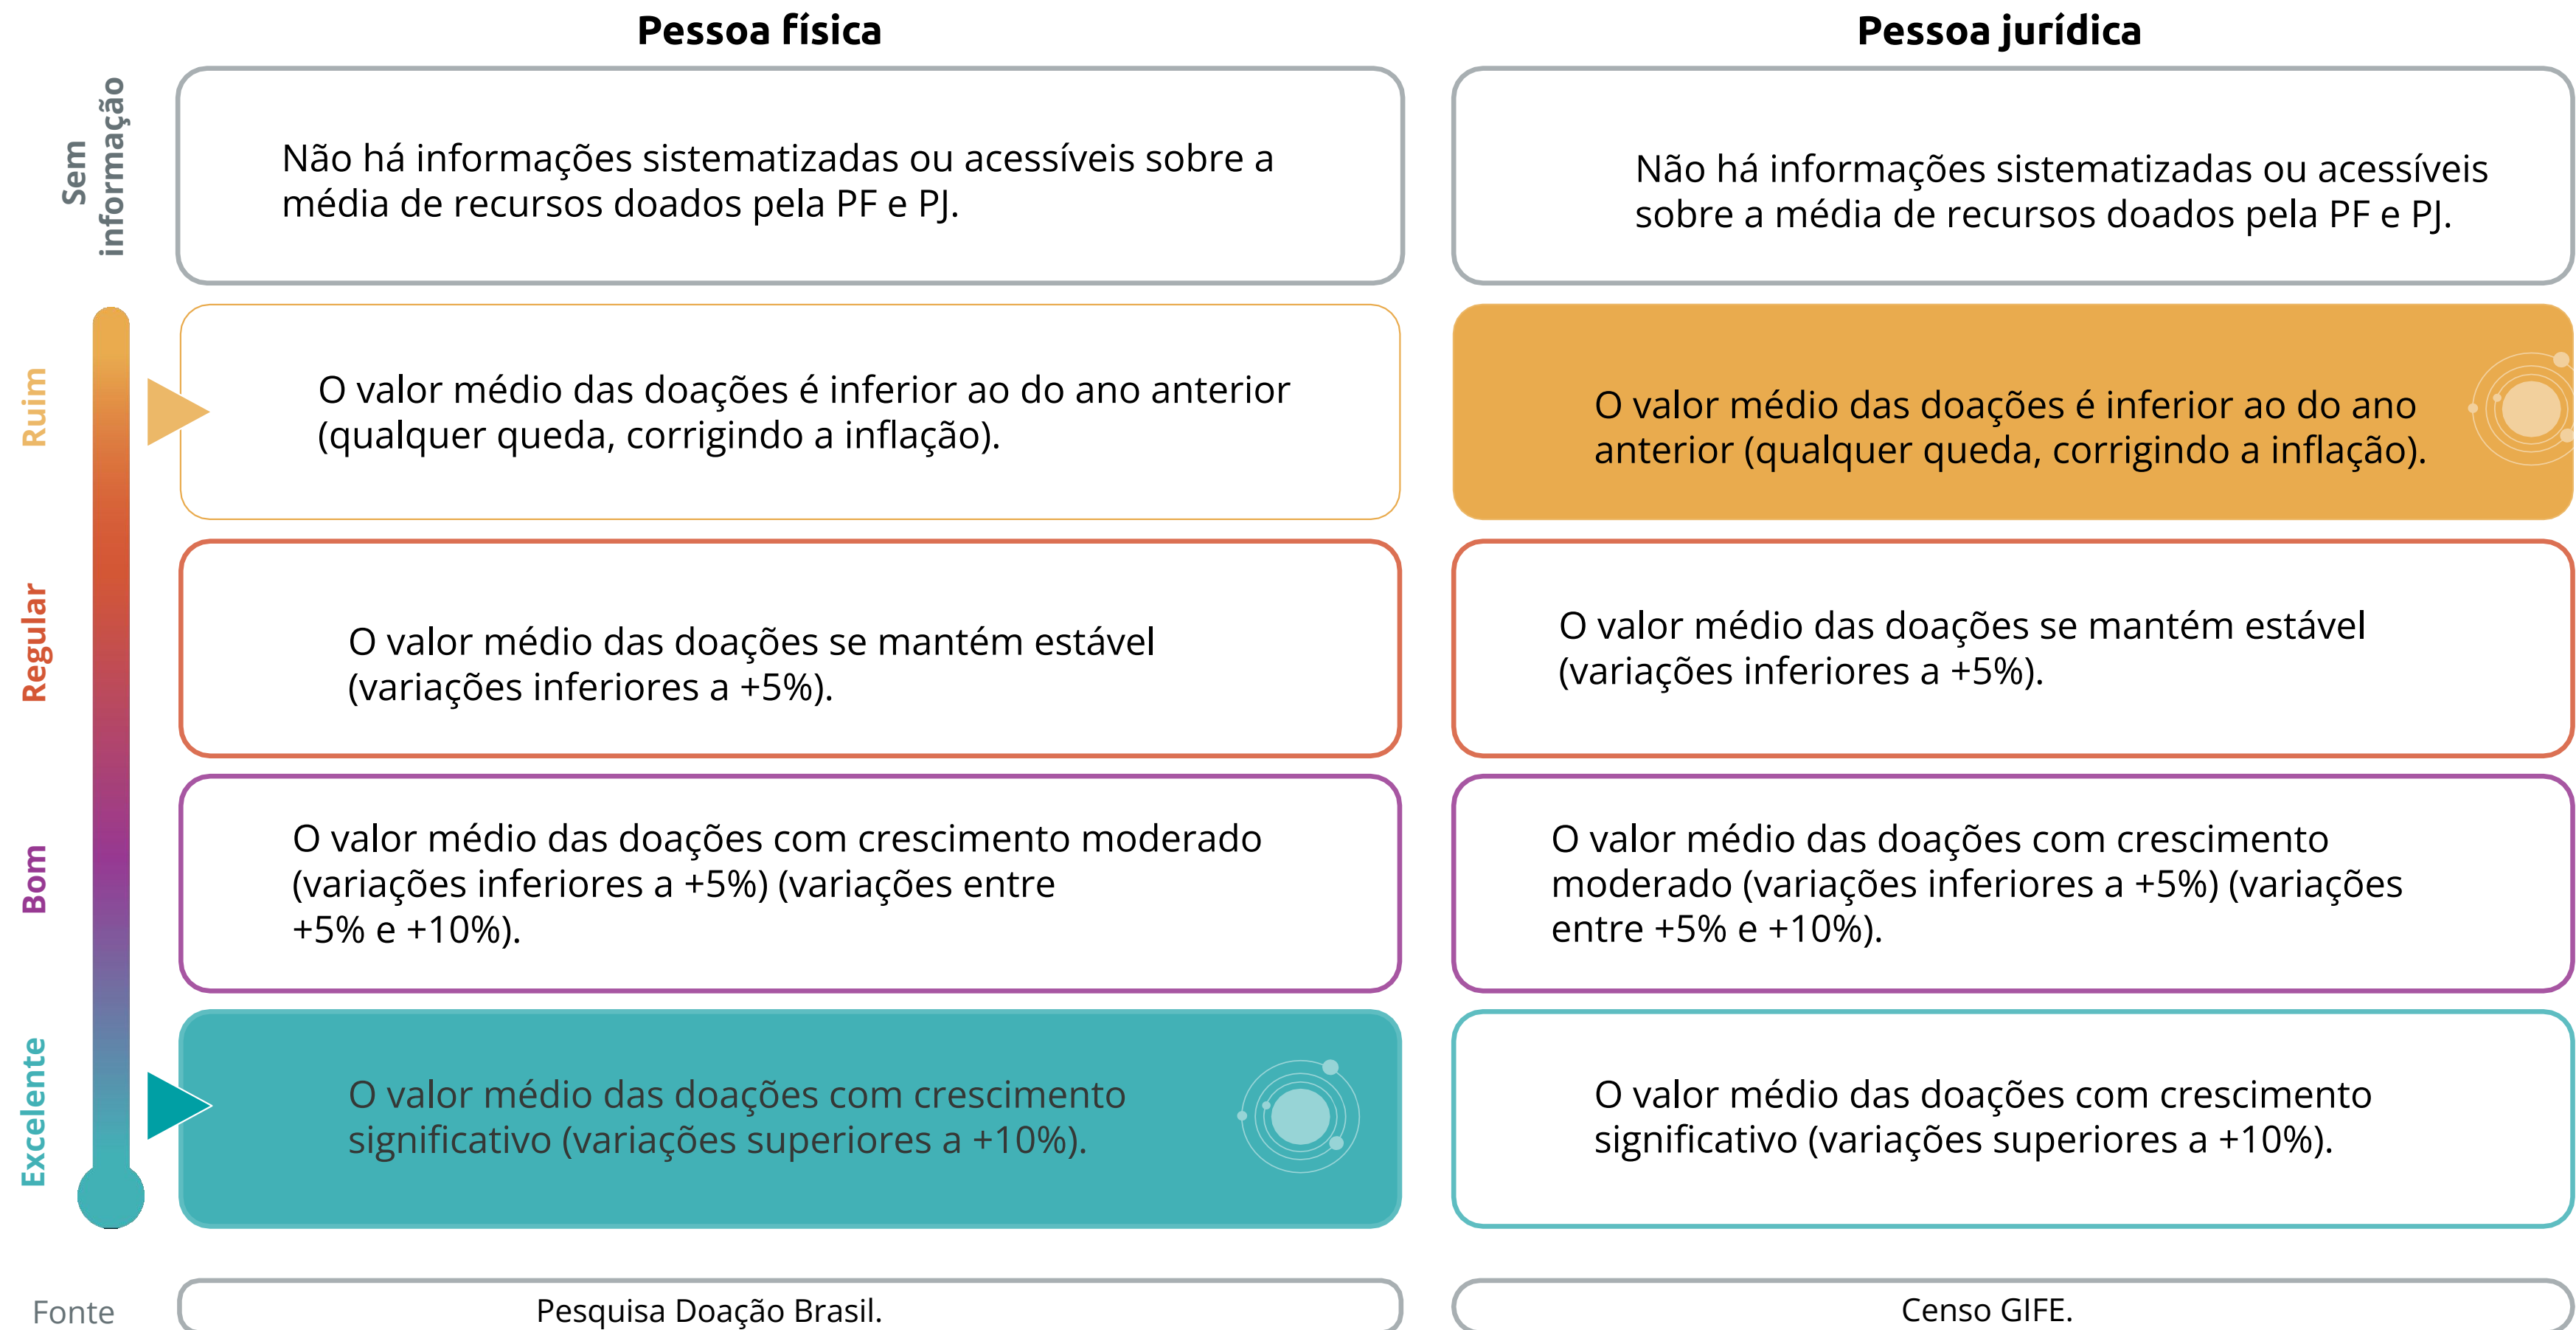 Pessoa física
Pessoa jurídica
Sem
informação
Não há informações sistematizadas ou acessíveis sobre a
média de recursos doados pela PF e PJ.
Não há informações sistematizadas ou acessíveis
sobre a média de recursos doados pela PF e PJ.
Ruim
O valor médio das doações é inferior ao do ano anterior
(qualquer queda, corrigindo a inflação).
O valor médio das doações é inferior ao do ano
anterior (qualquer queda, corrigindo a inflação).
Regular
O valor médio das doações se mantém estável
(variações inferiores a +5%).
O valor médio das doações se mantém estável
(variações inferiores a +5%).
Bom
O valor médio das doações com crescimento moderado
(variações inferiores a +5%) (variações entre
+5% e +10%).
O valor médio das doações com crescimento
moderado (variações inferiores a +5%) (variações
entre +5% e +10%).
Excelente
O valor médio das doações com crescimento
significativo (variações superiores a +10%).
O valor médio das doações com crescimento
significativo (variações superiores a +10%).
Fonte
Pesquisa Doação Brasil.
Censo GIFE.